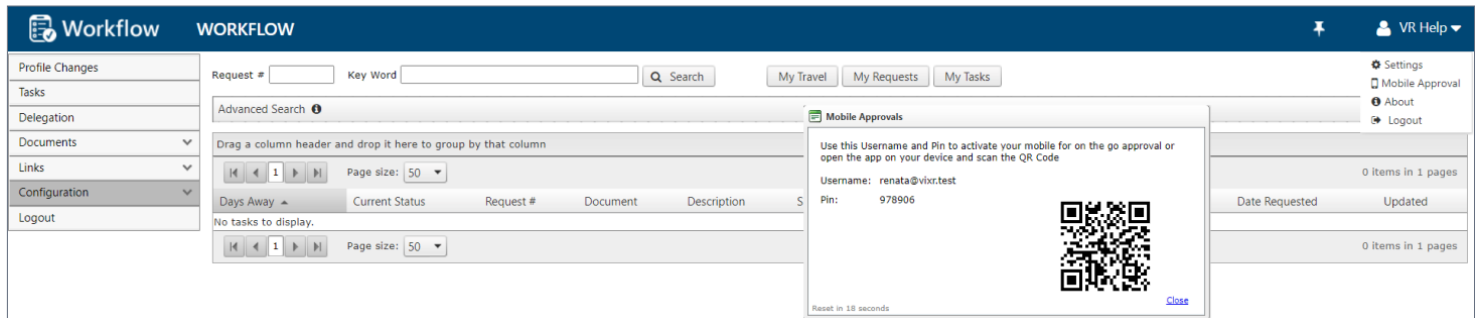 Workflow WORKFLOW VR Help
Profile Changes
Tasks
Delegation
Documents
Links
Configuration
Logout
Request # Key Word Search My Travel My Requests My Tasks
Settings
Mobile Approval
About
Logout
Advanced Search
Drag a column header and drop it here to group by that column
1 Page size: 50 0 items in 1 pages
Days Away Current Status Request # Document Description S Date Requested Updated
No tasks to display.
1 Page size: 50 0 items in 1 pages
Mobile Approvals
Use this Username and Pin to activate your mobile for on the go approval or
open the app on your device and scan the QR Code
Username: renata@vixr.test
Pin: 978906
Close
Reset in 18 seconds